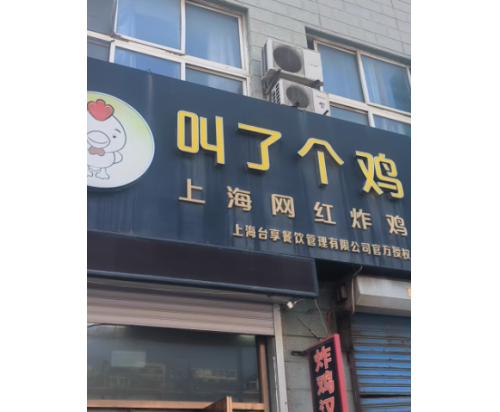 叫了个鸡
上海网红炸鸡
上海台享餐饮管理有限公司官方授权
炸鸡汉